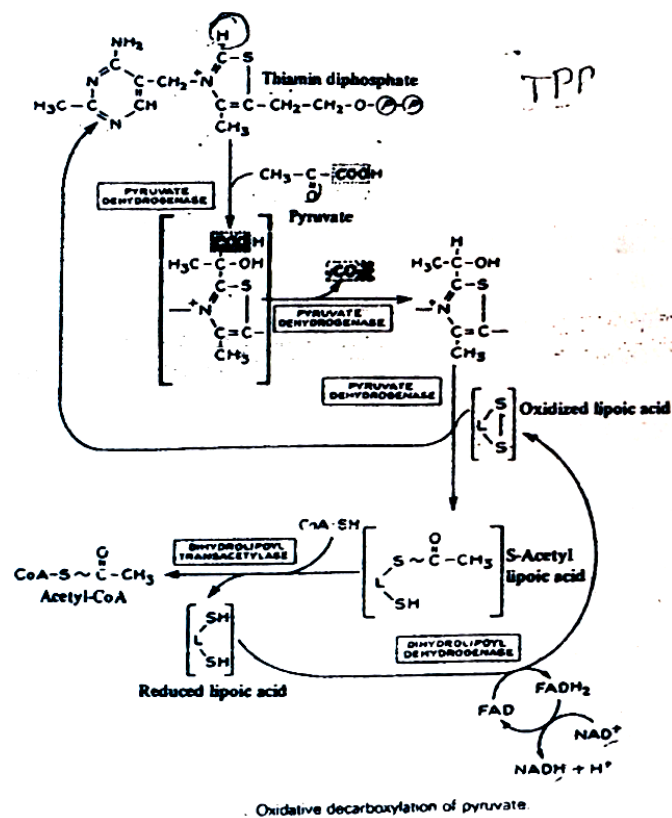 H
NH₂
C
S
N
C
C—CH₂—N
+
Thiamin diphosphate
TPP
H₃C—C
CH
C=C—CH₂—CH₂—O—Ⓟ—Ⓟ
N
CH₃
CH₃—C—COOH
O
PYRUVATE
DEHYDROGENASE
Pyruvate
COOH
H₃C—C—OH
C—S
+
N
C=C—
CH₃
CO₂
PYRUVATE
DEHYDROGENASE
H
H₃C—C—OH
C—S
+
N
C=C—
CH₃
PYRUVATE
DEHYDROGENASE
S
L
S
Oxidized lipoic acid
CoA·SH
DIHYDROLIPOYL
TRANSACETYLASE
O
CoA–S ~ C–CH₃
Acetyl-CoA
O
S ~ C–CH₃
L
SH
S-Acetyl
lipoic acid
SH
L
SH
Reduced lipoic acid
DIHYDROLIPOYL
DEHYDROGENASE
FADH₂
FAD
NAD⁺
NADH + H⁺
Oxidative decarboxylation of pyruvate.